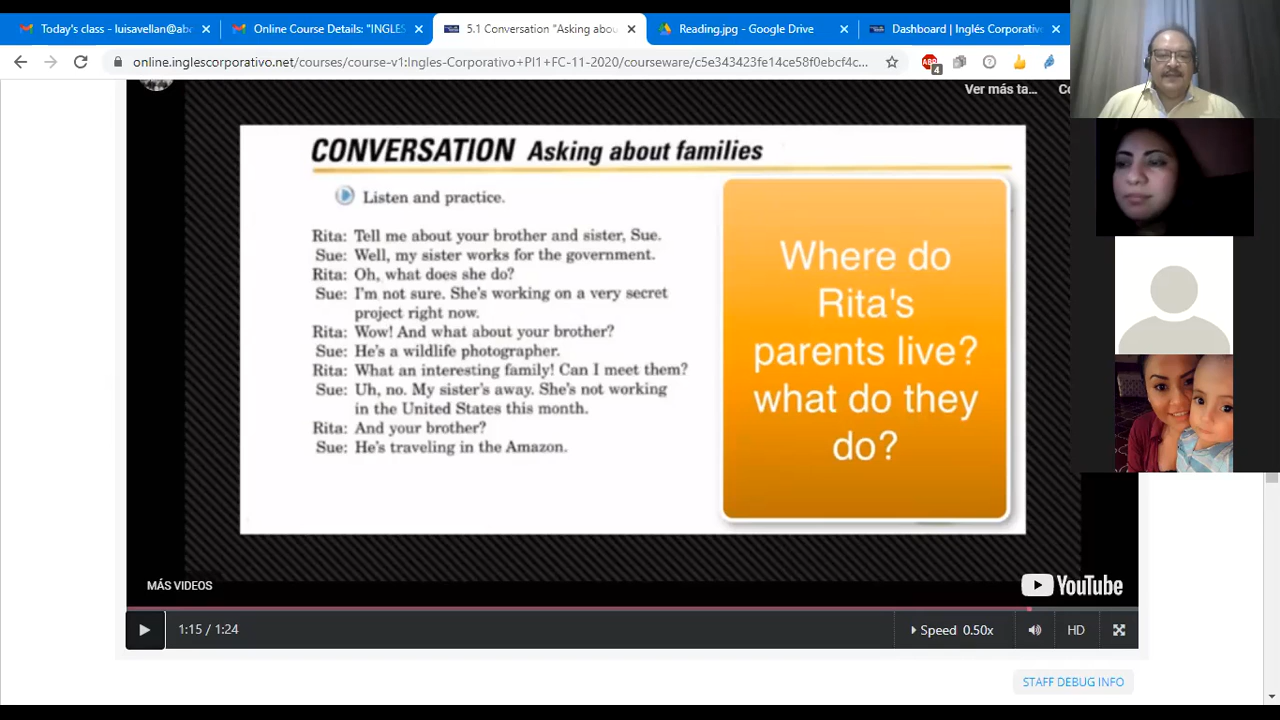 Today's class - luisavellan@abc
Online Course Details: "INGLES
5.1 Conversation "Asking abou
Reading.jpg - Google Drive
Dashboard | Inglés Corporativo
online.inglescorporativo.net/courses/course-v1:Ingles-Corporativo+PI1+FC-11-2020/courseware/c5e343423fe14ce58f0ebcf4c...
ABP
4
Ver más ta...
CONVERSATION Asking about families
Listen and practice.
Rita: Tell me about your brother and sister, Sue.
Sue: Well, my sister works for the government.
Rita: Oh, what does she do?
Sue: I'm not sure. She's working on a very secret
project right now.
Rita: Wow! And what about your brother?
Sue: He's a wildlife photographer.
Rita: What an interesting family! Can I meet them?
Sue: Uh, no. My sister's away. She's not working
in the United States this month.
Rita: And your brother?
Sue: He's traveling in the Amazon.
Where do
Rita's
parents live?
what do they
do?
MÁS VIDEOS
YouTube
1:15 / 1:24
Speed 0.50x
HD
STAFF DEBUG INFO